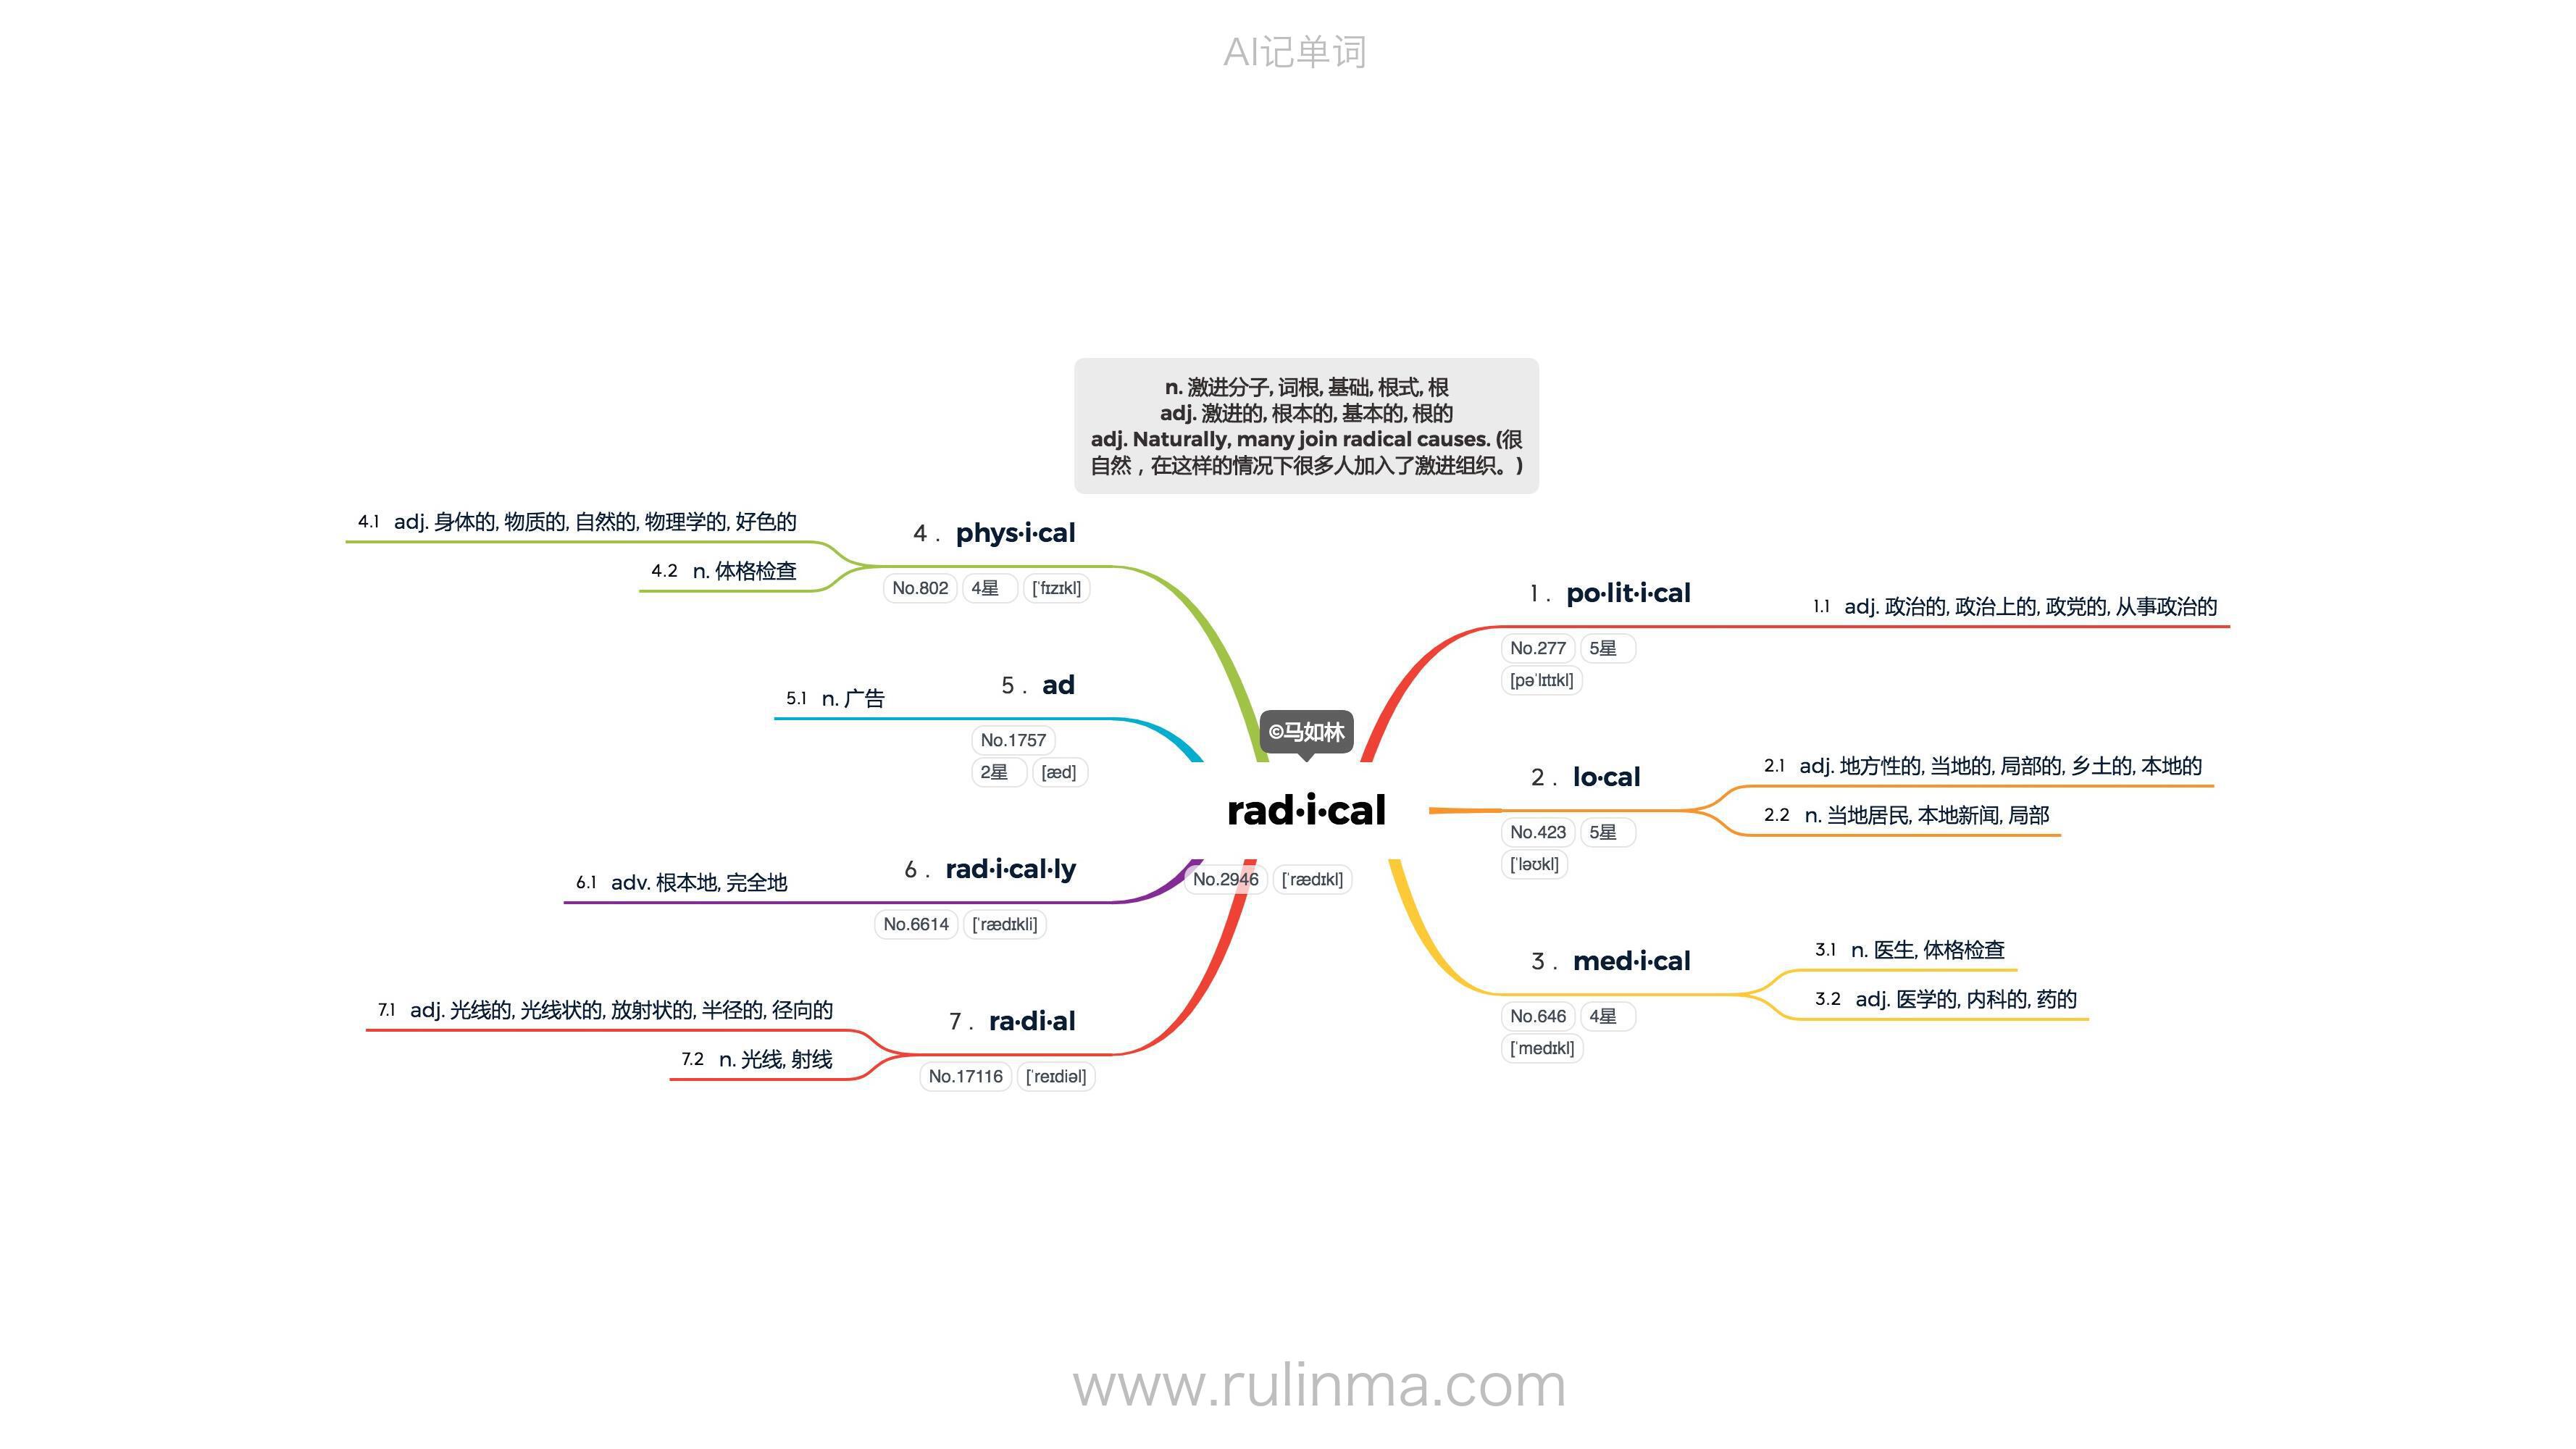 AI记单词
n. 激进分子, 词根, 基础, 根式, 根
adj. 激进的, 根本的, 基本的, 根的
adj. Naturally, many join radical causes. (很
自然，在这样的情况下很多人加入了激进组织。)
©马如林
rad·i·cal
No.2946 [ˈrædɪkl]
1. po·lit·i·cal
No.277 5星
[pəˈlɪtɪkl]
1.1 adj. 政治的, 政治上的, 政党的, 从事政治的
2. lo·cal
No.423 5星
[ˈləʊkl]
2.1 adj. 地方性的, 当地的, 局部的, 乡土的, 本地的
2.2 n. 当地居民, 本地新闻, 局部
3. med·i·cal
No.646 4星
[ˈmedɪkl]
3.1 n. 医生, 体格检查
3.2 adj. 医学的, 内科的, 药的
4. phys·i·cal
No.802 4星 [ˈfɪzɪkl]
4.1 adj. 身体的, 物质的, 自然的, 物理学的, 好色的
4.2 n. 体格检查
5. ad
No.1757
2星 [æd]
5.1 n. 广告
6. rad·i·cal·ly
No.6614 [ˈrædɪkli]
6.1 adv. 根本地, 完全地
7. ra·di·al
No.17116 [ˈreɪdiəl]
7.1 adj. 光线的, 光线状的, 放射状的, 半径的, 径向的
7.2 n. 光线, 射线
www.rulinma.com